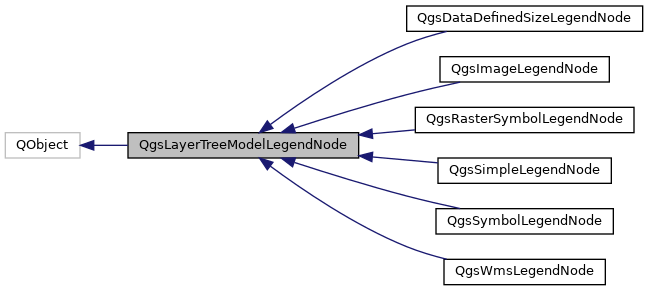 QgsDataDefinedSizeLegendNode
QgsImageLegendNode
QgsRasterSymbolLegendNode
QObject
QgsLayerTreeModelLegendNode
QgsSimpleLegendNode
QgsSymbolLegendNode
QgsWmsLegendNode